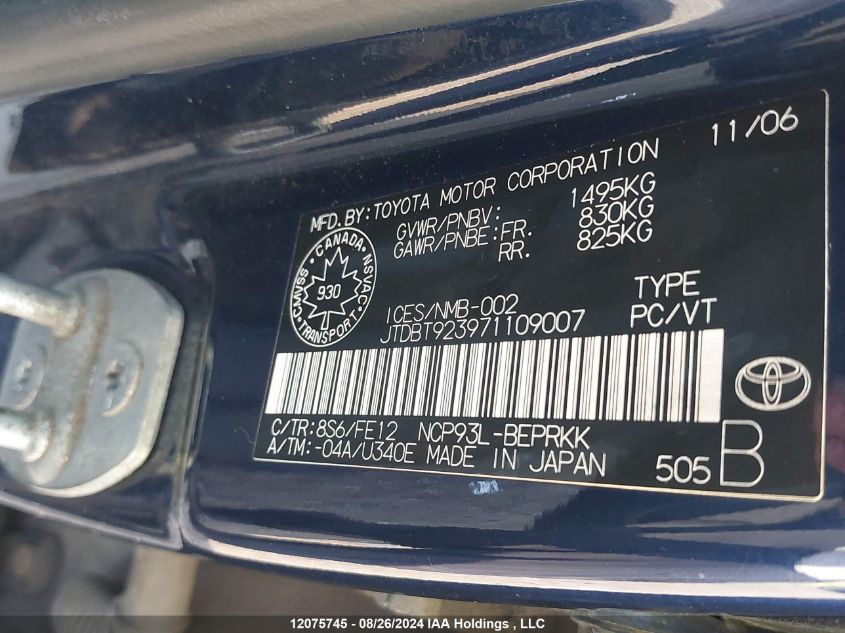 11/06
MFD. BY: TOYOTA MOTOR CORPORATION
GVWR/PNBV: 1495KG
GAWR/PNBE: FR. 830KG
RR. 825KG
CANADA
CMVSS NSVAC
930
TRANSPORT
ICES/NMB-002
JTDBT923971109007
TYPE
PC/VT
C/TR: 8S6/FE12 NCP93L-BEPRKK
A/TM: -04A/U340E MADE IN JAPAN
505 B
12075745 - 08/26/2024 IAA Holdings, LLC